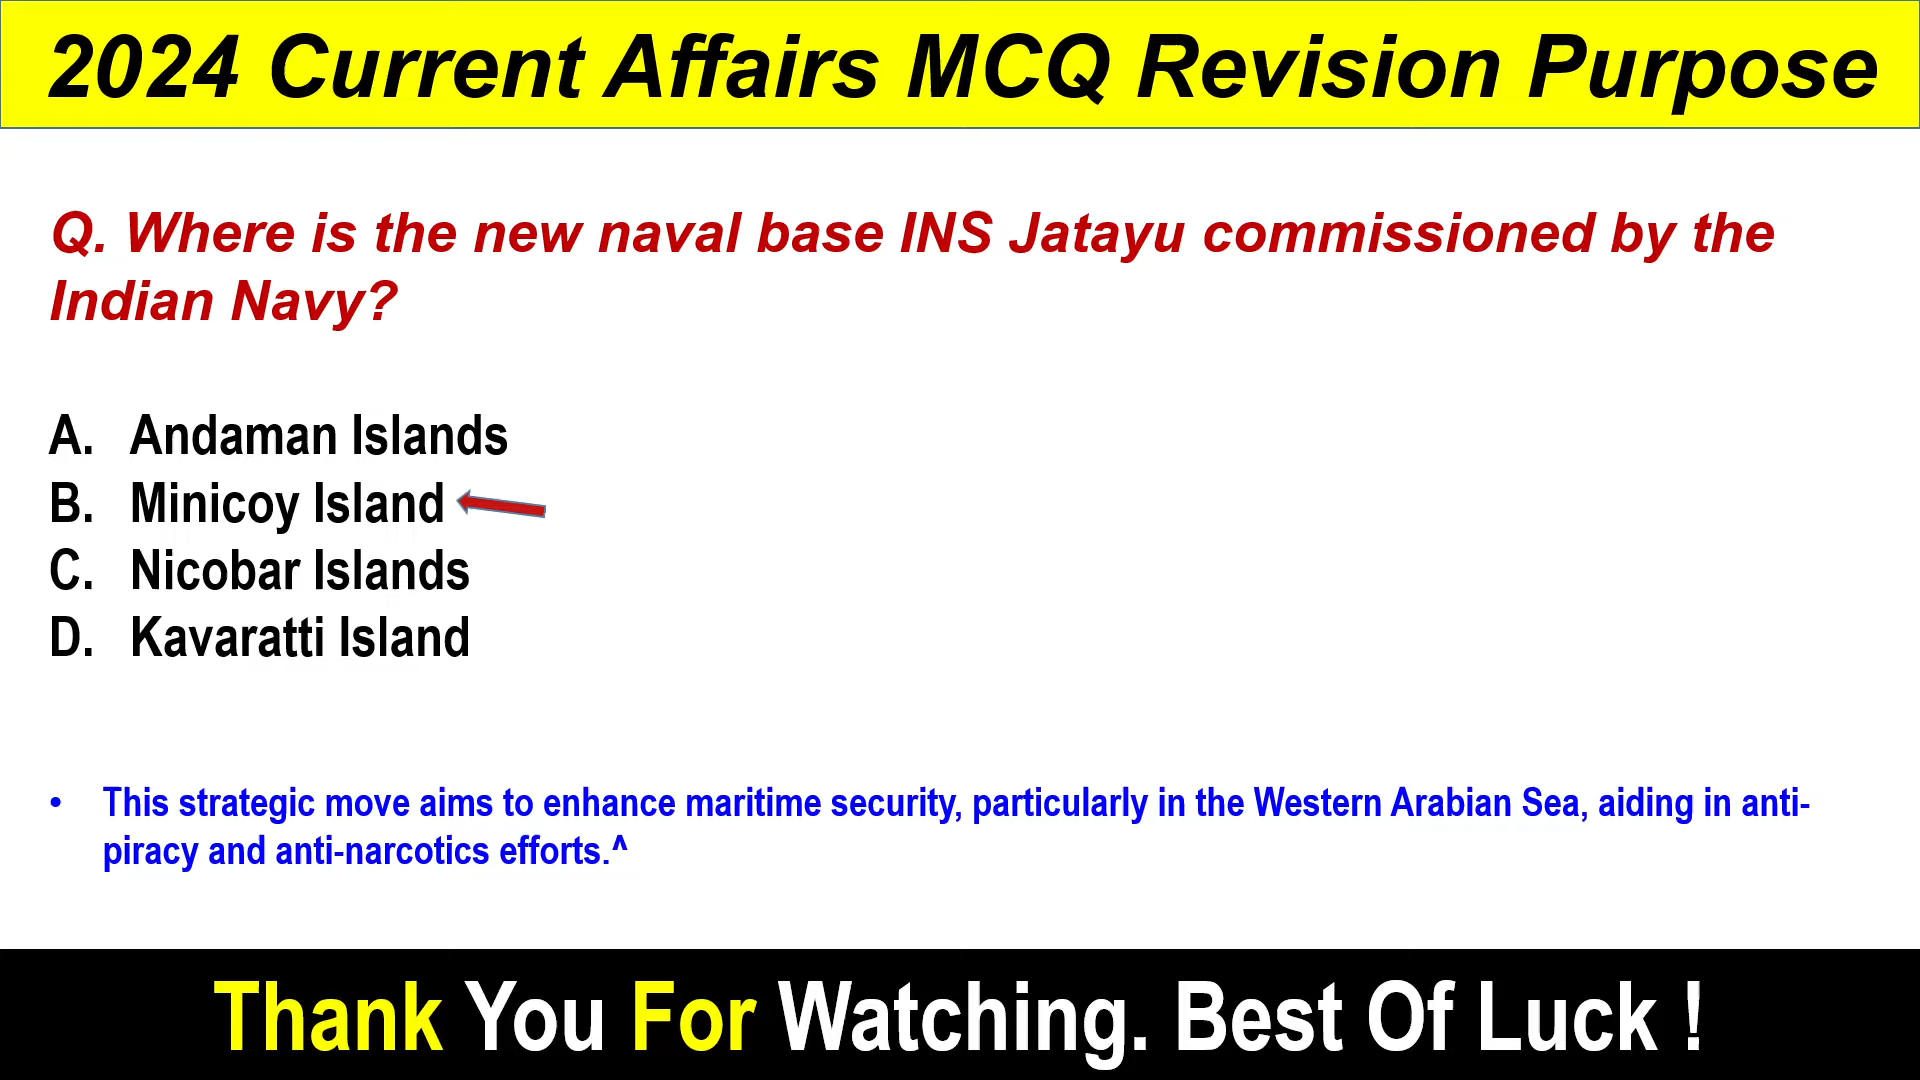 2024 Current Affairs MCQ Revision Purpose
Q. Where is the new naval base INS Jatayu commissioned by the
Indian Navy?
A. Andaman Islands
B. Minicoy Island
C. Nicobar Islands
D. Kavaratti Island
• This strategic move aims to enhance maritime security, particularly in the Western Arabian Sea, aiding in anti-
piracy and anti-narcotics efforts.^
Thank You For Watching. Best Of Luck !